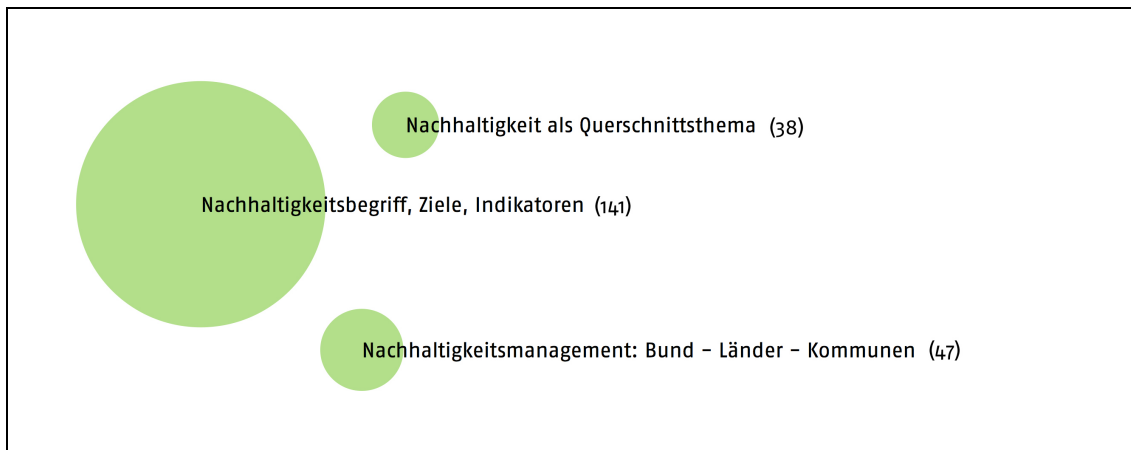 Nachhaltigkeit als Querschnittsthema (38)
Nachhaltigkeitsbegriff, Ziele, Indikatoren (141)
Nachhaltigkeitsmanagement: Bund – Länder – Kommunen (47)